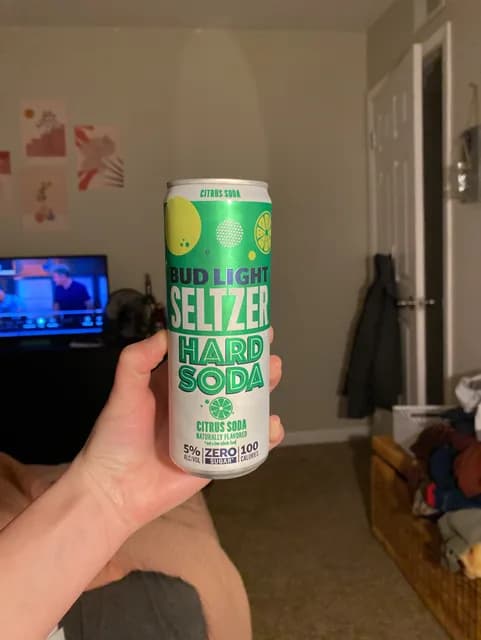 CITRUS SODA
BUD LIGHT
SELTZER
HARD
SODA
CITRUS SODA
NATURALLY FLAVORED
5% ZERO 100
ALC/VOL SUGAR* CALORIES